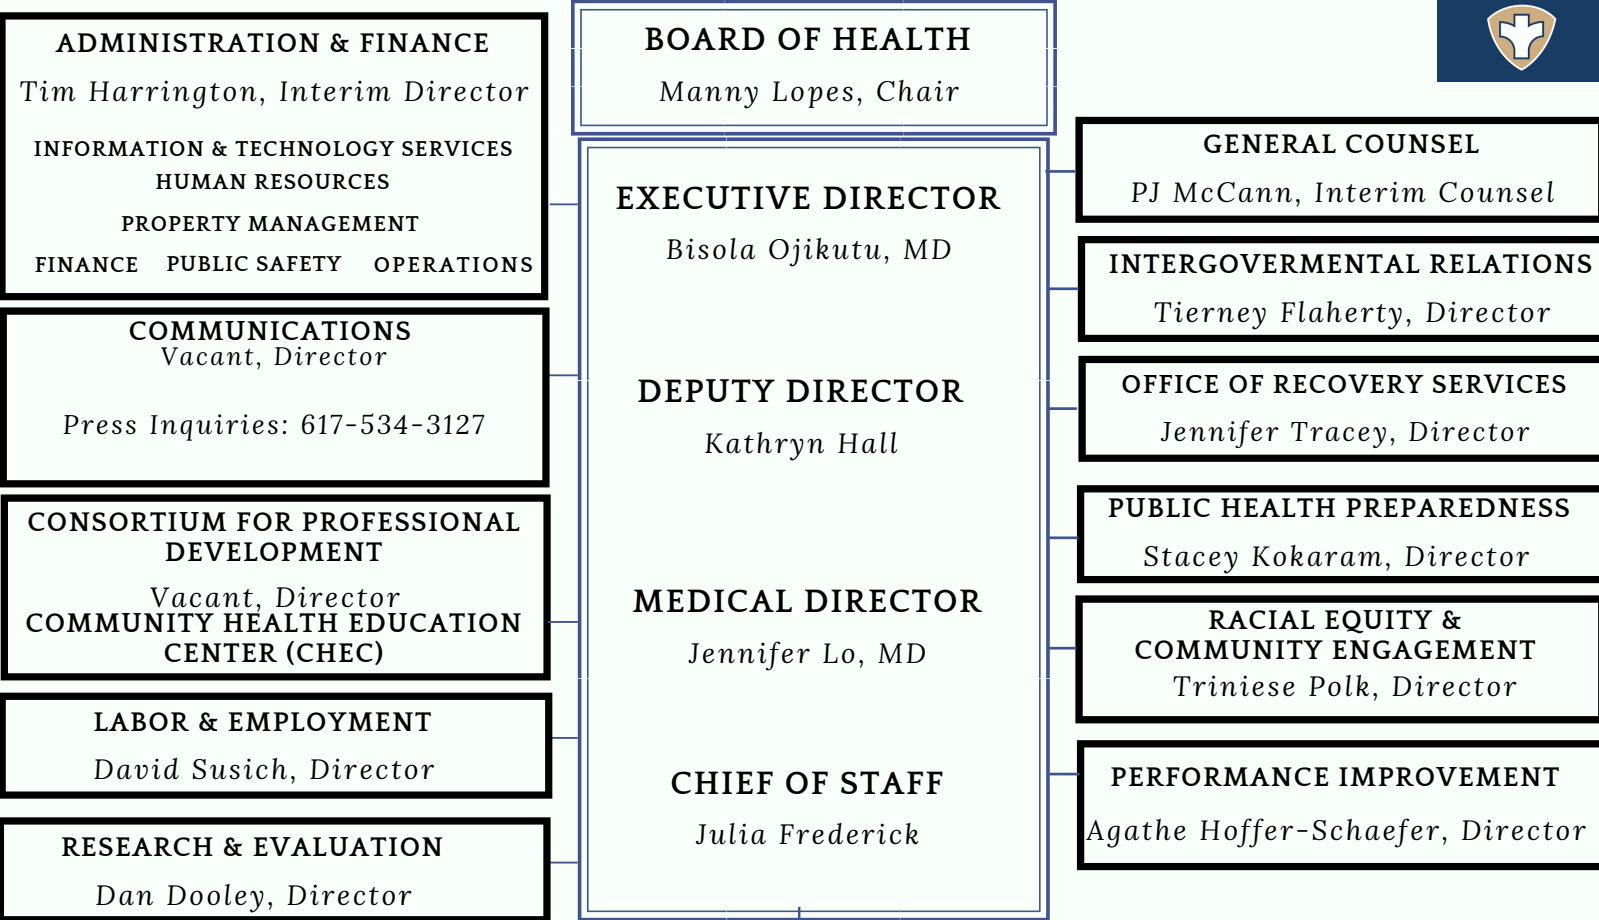 ADMINISTRATION & FINANCE
Tim Harrington, Interim Director
INFORMATION & TECHNOLOGY SERVICES
HUMAN RESOURCES
PROPERTY MANAGEMENT
FINANCE PUBLIC SAFETY OPERATIONS
COMMUNICATIONS
Vacant, Director
Press Inquiries: 617-534-3127
CONSORTIUM FOR PROFESSIONAL
DEVELOPMENT
Vacant, Director
COMMUNITY HEALTH EDUCATION
CENTER (CHEC)
LABOR & EMPLOYMENT
David Susich, Director
RESEARCH & EVALUATION
Dan Dooley, Director
BOARD OF HEALTH
Manny Lopes, Chair
EXECUTIVE DIRECTOR
Bisola Ojikutu, MD
DEPUTY DIRECTOR
Kathryn Hall
MEDICAL DIRECTOR
Jennifer Lo, MD
CHIEF OF STAFF
Julia Frederick
GENERAL COUNSEL
PJ McCann, Interim Counsel
INTERGOVERMENTAL RELATIONS
Tierney Flaherty, Director
OFFICE OF RECOVERY SERVICES
Jennifer Tracey, Director
PUBLIC HEALTH PREPAREDNESS
Stacey Kokaram, Director
RACIAL EQUITY &
COMMUNITY ENGAGEMENT
Triniese Polk, Director
PERFORMANCE IMPROVEMENT
Agathe Hoffer-Schaefer, Director